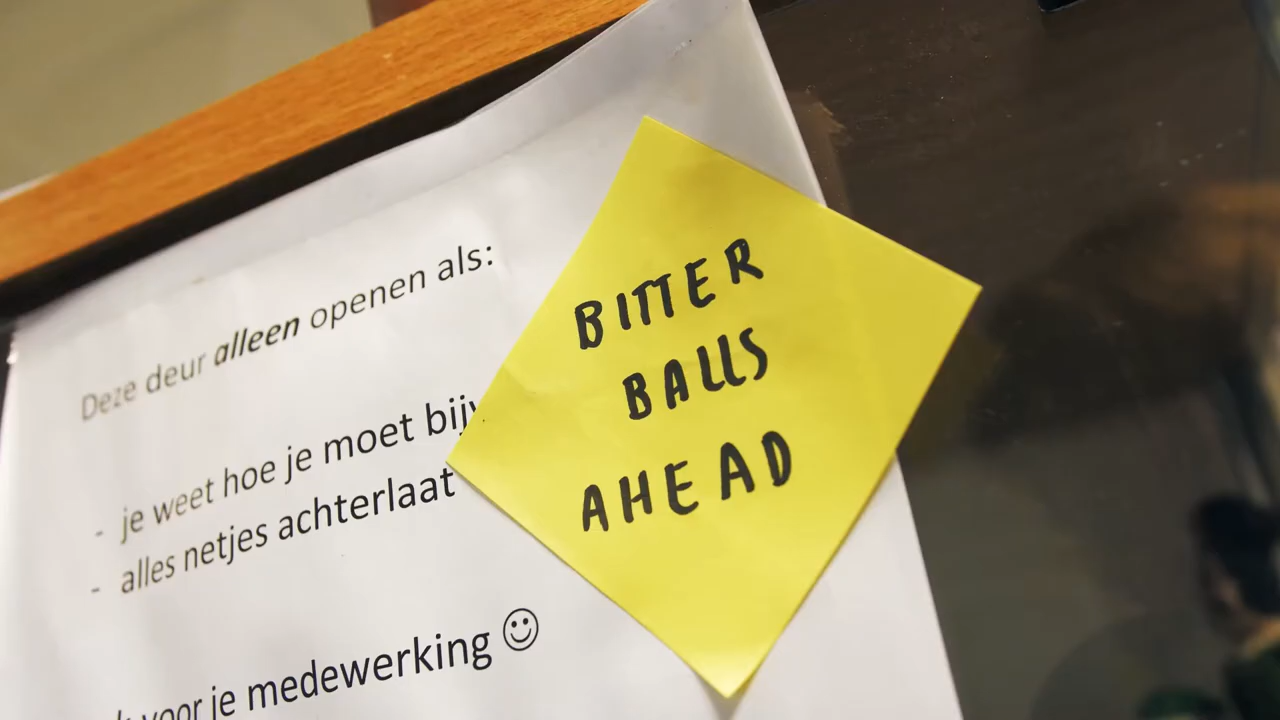 Deze deur alleen openen als:
- je weet hoe je moet
- alles netjes achterlaat
voor je medewerking ☺
BITTER
BALLS
AHEAD